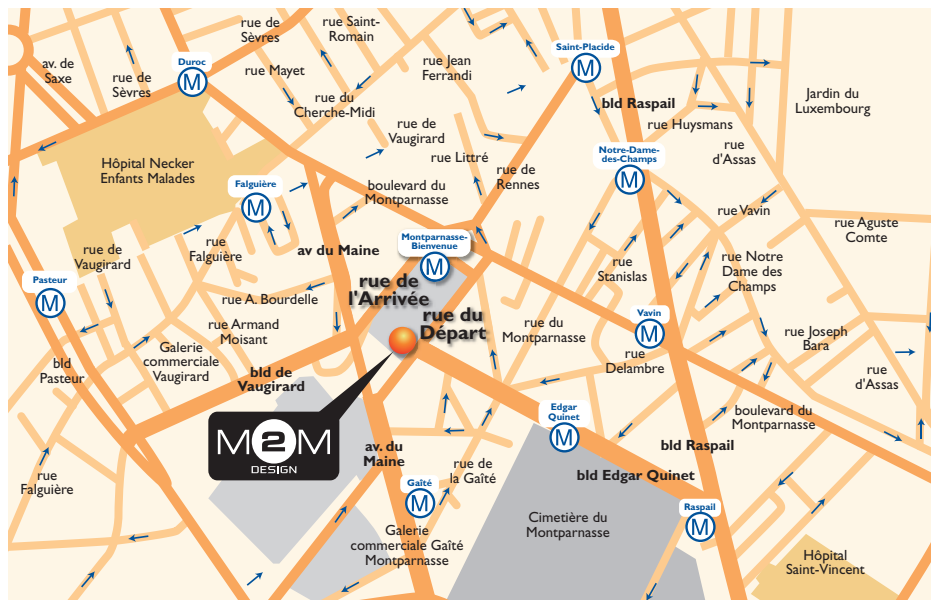 rue de
Sèvres
rue Saint-
Romain
av. de
Saxe
Duroc
M
rue de
Sèvres
rue Mayet
rue du
Cherche-Midi
rue Jean
Ferrandi
Saint-Placide
M
bld Raspail
Jardin du
Luxembourg
rue Huysmans
rue
d'Assas
rue de
Vaugirard
rue Littré
rue de
Rennes
Notre-Dame-
des-Champs
M
Hôpital Necker
Enfants Malades
Falguière
M
boulevard du
Montparnasse
rue Vavin
rue Auguste
Comte
rue de
Vaugirard
rue
Falguière
av du Maine
Montparnasse-
Bienvenue
M
rue
Stanislas
rue Notre
Dame des
Champs
Pasteur
M
rue A. Bourdelle
rue de
l'Arrivée
rue du
Départ
rue Armand
Moisant
rue du
Montparnasse
Vavin
M
rue Joseph
Bara
bld
Pasteur
Galerie
commerciale
Vaugirard
bld de
Vaugirard
rue
Delambre
rue
d'Assas
boulevard du
Montparnasse
M2M
DESIGN
Edgar
Quinet
M
bld Raspail
av. du
Maine
rue de
la Gaîté
bld Edgar Quinet
rue
Falguière
Gaîté
M
Raspail
M
Cimetière du
Montparnasse
Galerie
commerciale Gaîté
Montparnasse
Hôpital
Saint-Vincent